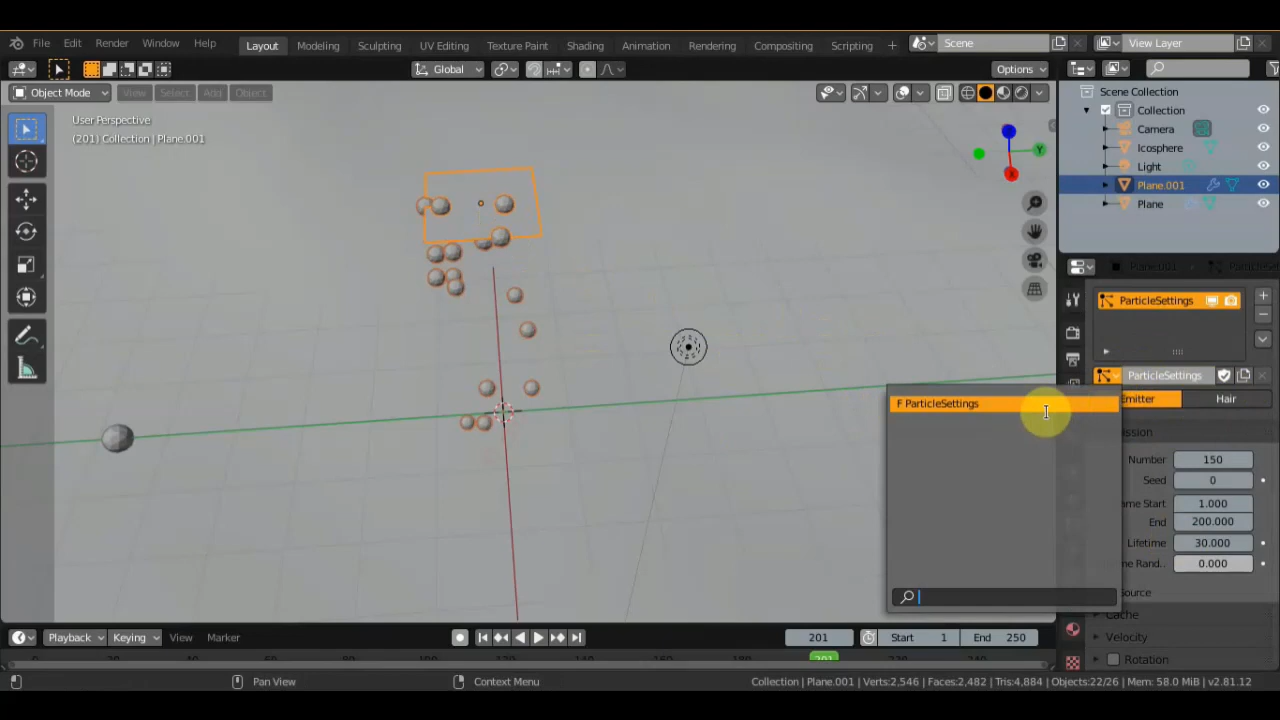 File Edit Render Window Help Layout Modeling Sculpting UV Editing Texture Paint Shading Animation Rendering Compositing Scripting + Scene View Layer
Global Options
Object Mode View Select Add Object
User Perspective
(201) Collection | Plane.001
Scene Collection
Collection
Camera
Icosphere
Light
Plane.001
Plane
X
Y
Plane.001
ParticleSettings
ParticleSettings
Emitter Hair
F ParticleSettings
Number 150
Seed 0
Start 1.000
End 200.000
Lifetime 30.000
Rand.. 0.000
Source
Cache
Velocity
Rotation
Playback Keying View Marker 201 Start 1 End 250
201
Pan View Context Menu Collection | Plane.001 | Verts:2,546 | Faces:2,482 | Tris:4,884 | Objects:22/26 | Mem: 58.0 MiB | v2.81.12